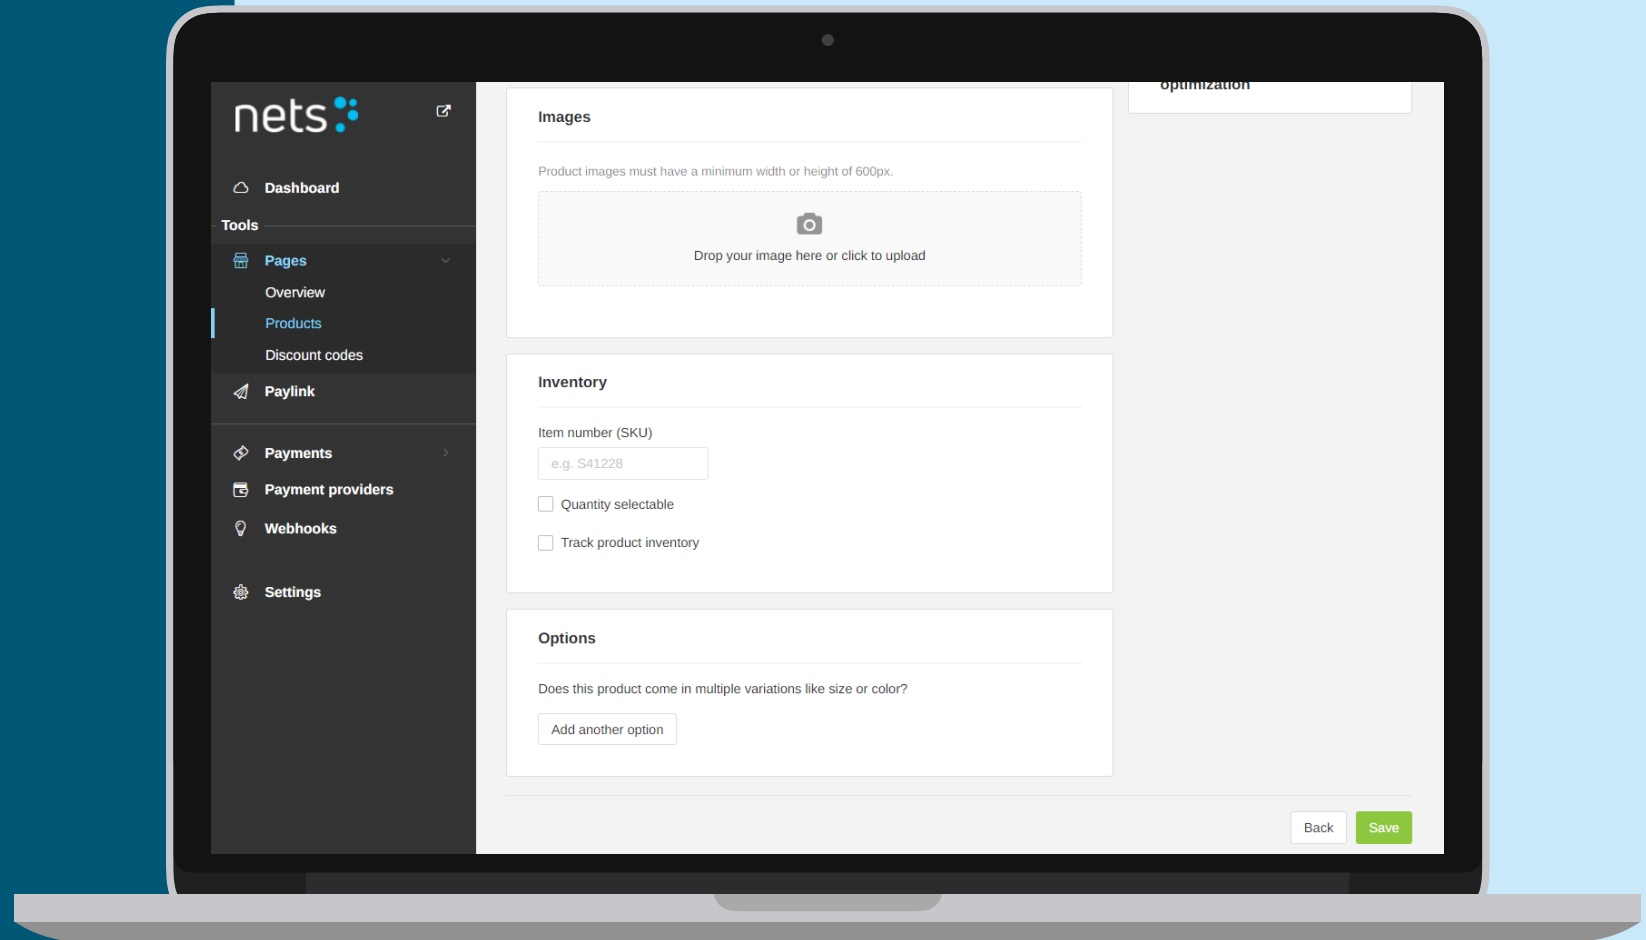 nets
Dashboard
Tools
Pages
Overview
Products
Discount codes
Paylink
Payments
Payment providers
Webhooks
Settings
optimization
Images
Product images must have a minimum width or height of 600px.
Drop your image here or click to upload
Inventory
Item number (SKU)
e.g. S41228
Quantity selectable
Track product inventory
Options
Does this product come in multiple variations like size or color?
Add another option
Back
Save